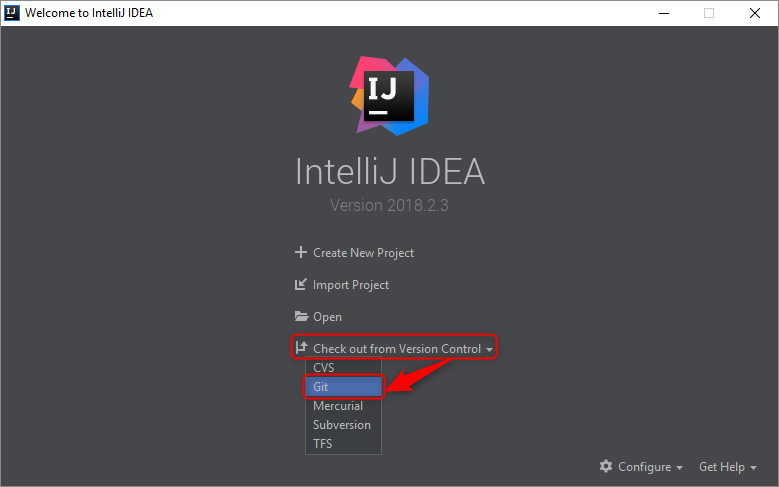 Welcome to IntelliJ IDEA
IJ
IntelliJ IDEA
Version 2018.2.3
Create New Project
Import Project
Open
Check out from Version Control
CVS
Git
Mercurial
Subversion
TFS
Configure Get Help